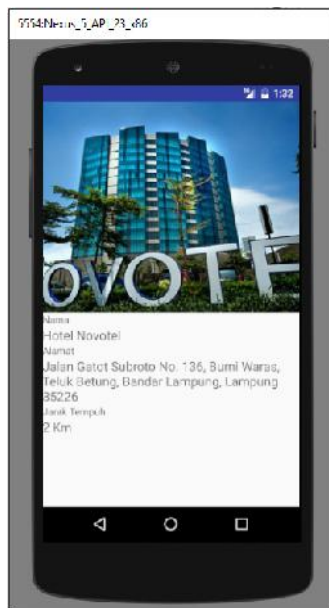 5554:Nexus_5_API_23_x86
1:32
OVOTE
Nama
Hotel Novotel
Alamat
Jalan Gatot Subroto No. 136, Bumi Waras,
Teluk Betung, Bandar Lampung, Lampung
35226
Jarak Tempuh
2 Km